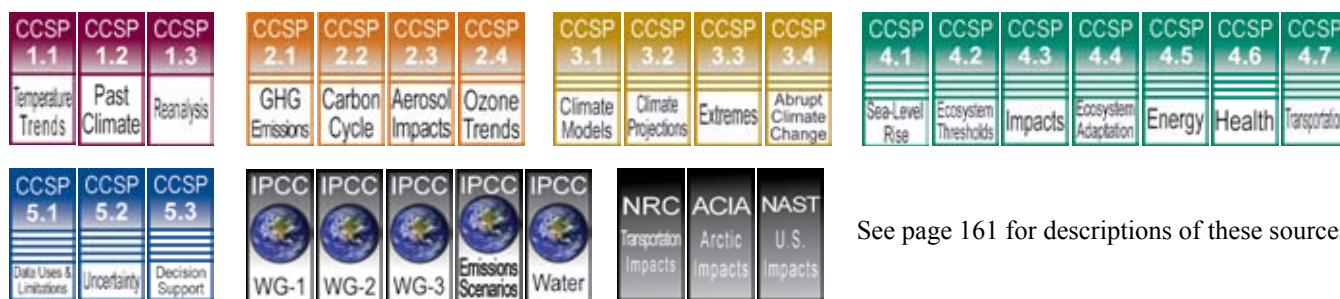 CCSP 1.1 Temperature Trends
CCSP 1.2 Past Climate
CCSP 1.3 Reanalysis
CCSP 2.1 GHG Emissions
CCSP 2.2 Carbon Cycle
CCSP 2.3 Aerosol Impacts
CCSP 2.4 Ozone Trends
CCSP 3.1 Climate Models
CCSP 3.2 Climate Projections
CCSP 3.3 Extremes
CCSP 3.4 Abrupt Climate Change
CCSP 4.1 Sea-Level Rise
CCSP 4.2 Ecosystem Thresholds
CCSP 4.3 Impacts
CCSP 4.4 Ecosystem Adaptation
CCSP 4.5 Energy
CCSP 4.6 Health
CCSP 4.7 Transportation
CCSP 5.1 Data Uses & Limitations
CCSP 5.2 Uncertainty
CCSP 5.3 Decision Support
IPCC WG-1
IPCC WG-2
IPCC WG-3
IPCC Emissions Scenarios
IPCC Water
NRC Transportation Impacts
ACIA Arctic Impacts
NAST U.S. Impacts
See page 161 for descriptions of these source